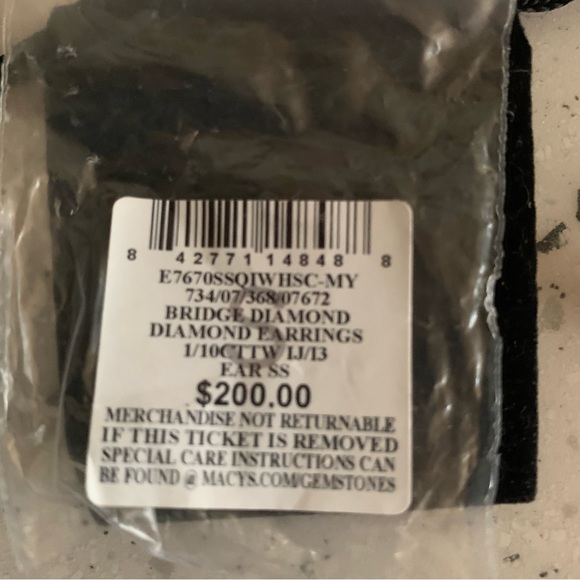 8 42771 14848 8
E7670SSQIWHSC-MY
734/07/368/07672
BRIDGE DIAMOND
DIAMOND EARRINGS
1/10CTTW IJ/I3
EAR SS
$200.00
MERCHANDISE NOT RETURNABLE
IF THIS TICKET IS REMOVED
SPECIAL CARE INSTRUCTIONS CAN
BE FOUND @ MACYS.COM/GEMSTONES